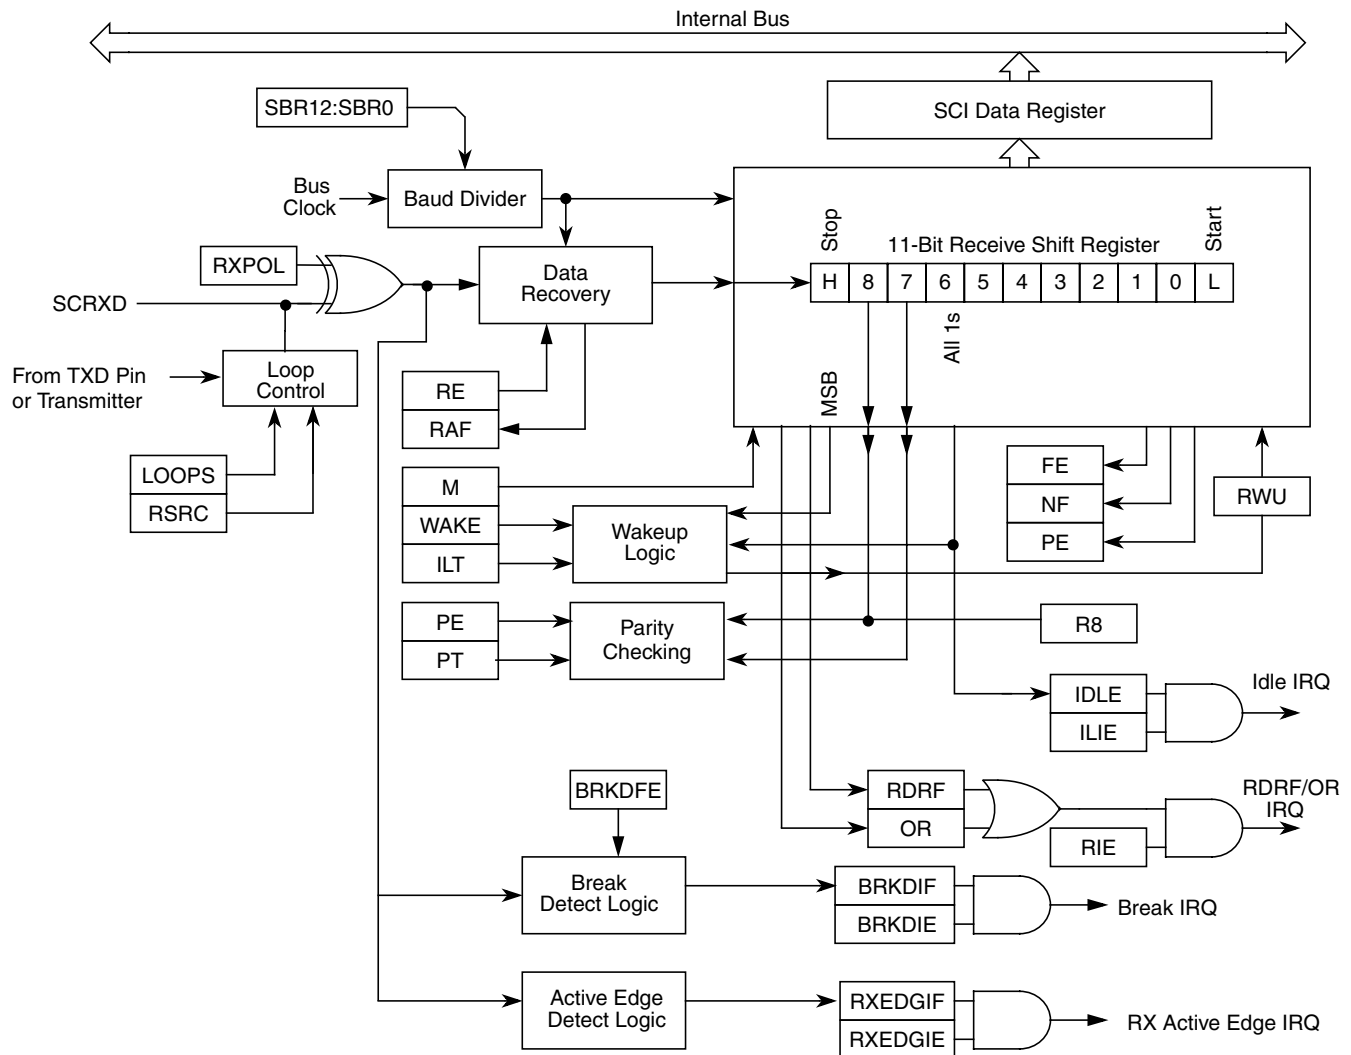 Internal Bus
SBR12:SBR0
SCI Data Register
Bus
Clock
Baud Divider
RXPOL
Data
Recovery
Stop
11-Bit Receive Shift Register
Start
H 8 7 6 5 4 3 2 1 0 L
All 1s
MSB
SCRXD
From TXD Pin
or Transmitter
Loop
Control
LOOPS
RSRC
RE
RAF
M
WAKE
ILT
Wakeup
Logic
FE
NF
PE
RWU
PE
PT
Parity
Checking
R8
IDLE
ILIE
Idle IRQ
BRKDFE
RDRF
OR
RIE
RDRF/OR
IRQ
Break
Detect Logic
BRKDIF
BRKDIE
Break IRQ
Active Edge
Detect Logic
RXEDGIF
RXEDGIE
RX Active Edge IRQ